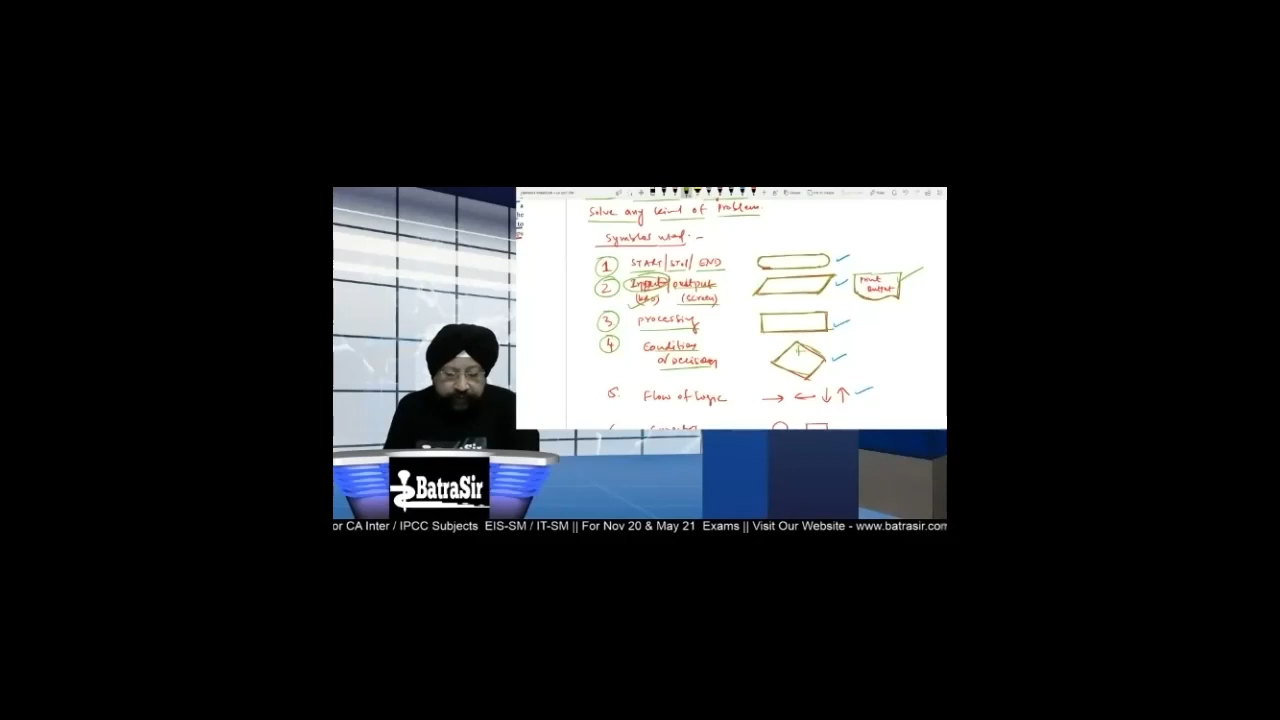 Solve any kind of Problem.
Symbols used:-
1 START/STOP/END
2 Input/output
(screen)
Print
Button
3 processing
4 Condition
or Decision
5. Flow of Logic → ← ↓ ↑
BatraSir
or CA Inter / IPCC Subjects EIS-SM / IT-SM || For Nov 20 & May 21 Exams || Visit Our Website - www.batrasir.com